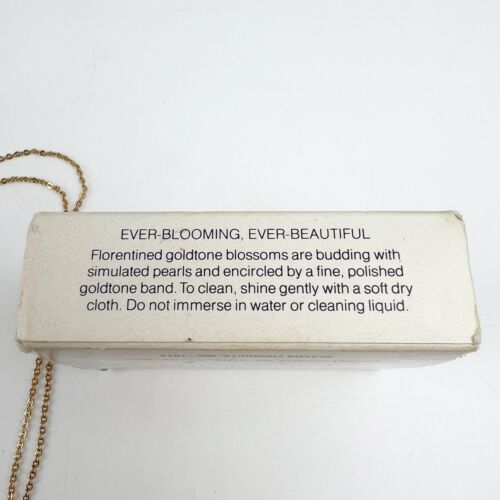 EVER-BLOOMING, EVER-BEAUTIFUL
Florentined goldtone blossoms are budding with
simulated pearls and encircled by a fine, polished
goldtone band. To clean, shine gently with a soft dry
cloth. Do not immerse in water or cleaning liquid.